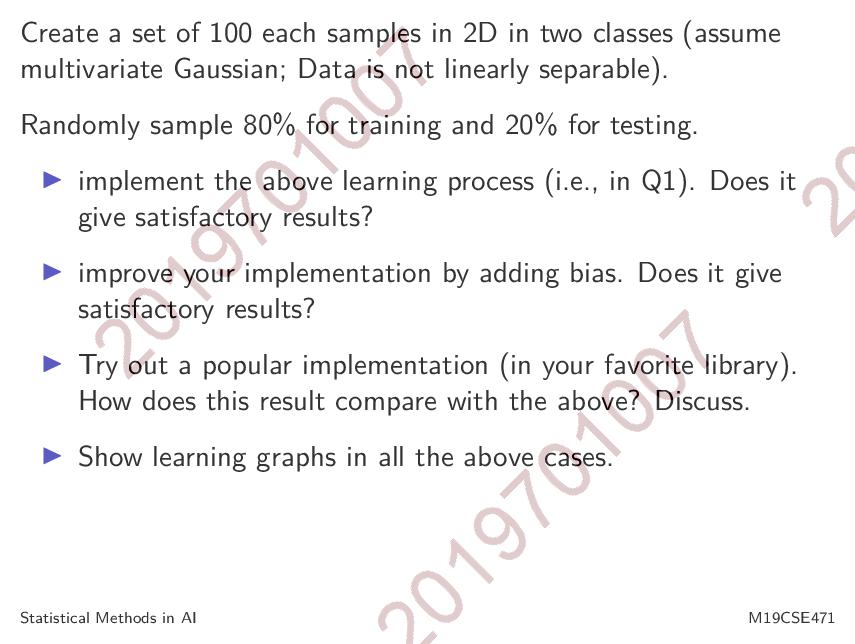 Create a set of 100 each samples in 2D in two classes (assume
multivariate Gaussian; Data is not linearly separable).
Randomly sample 80% for training and 20% for testing.
implement the above learning process (i.e., in Q1). Does it
give satisfactory results?
improve your implementation by adding bias. Does it give
satisfactory results?
Try out a popular implementation (in your favorite library).
How does this result compare with the above? Discuss.
Show learning graphs in all the above cases.
Statistical Methods in AI
M19CSE471
2019701007
2019701007
20